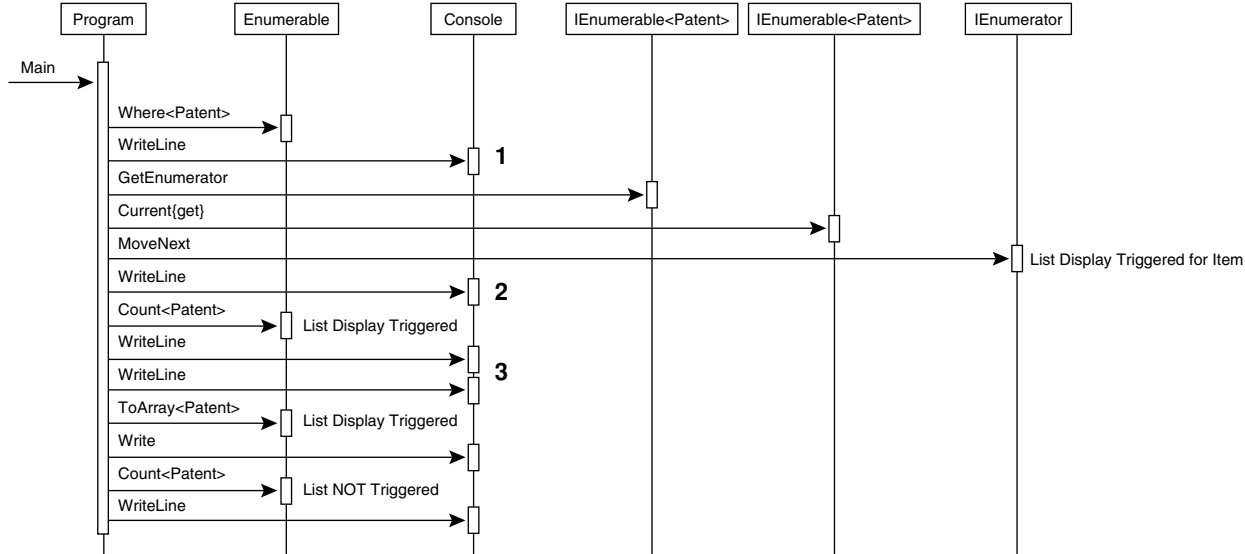 Program
Enumerable
Console
IEnumerable<Patent>
IEnumerable<Patent>
IEnumerator
Main
Where<Patent>
WriteLine
1
GetEnumerator
Current{get}
MoveNext
List Display Triggered for Item
WriteLine
2
Count<Patent>
List Display Triggered
WriteLine
3
WriteLine
ToArray<Patent>
List Display Triggered
Write
Count<Patent>
List NOT Triggered
WriteLine